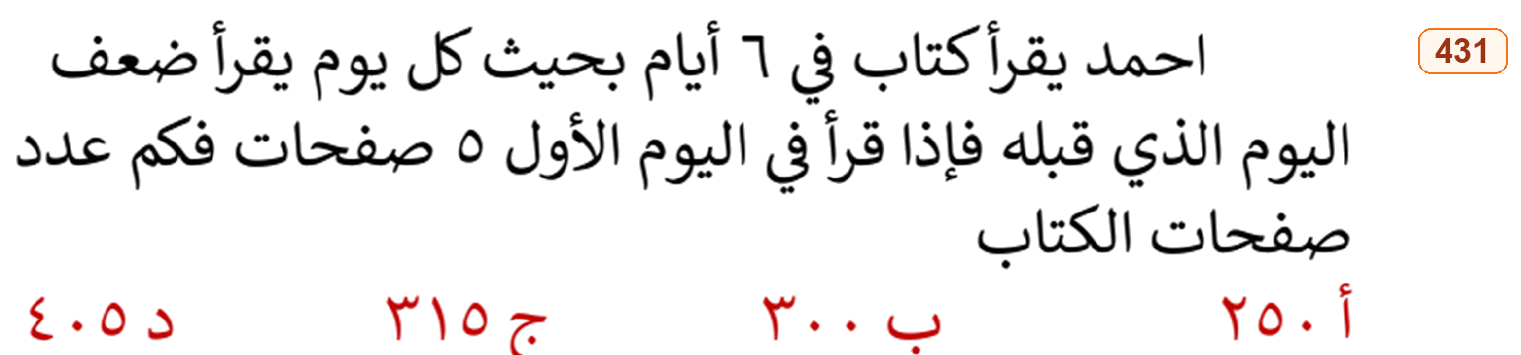 431
احمد يقرأ كتاب في ٦ أيام بحيث كل يوم يقرأ ضعف
اليوم الذي قبله فإذا قرأ في اليوم الأول ٥ صفحات فكم عدد
صفحات الكتاب
أ ٢٥٠ ب ٣٠٠ ج ٣١٥ د ٤٠٥